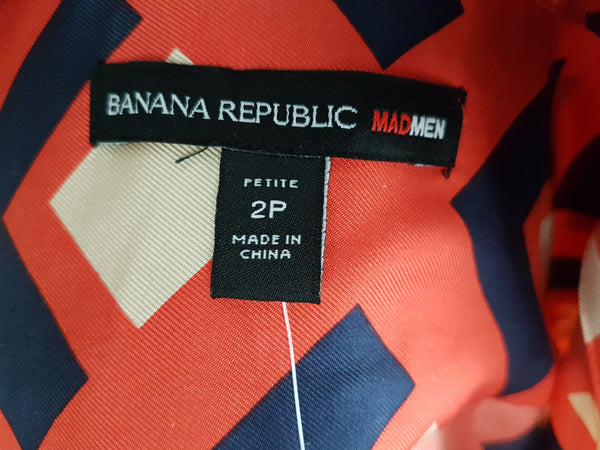 BANANA REPUBLIC MADMEN
PETITE
2P
MADE IN
CHINA